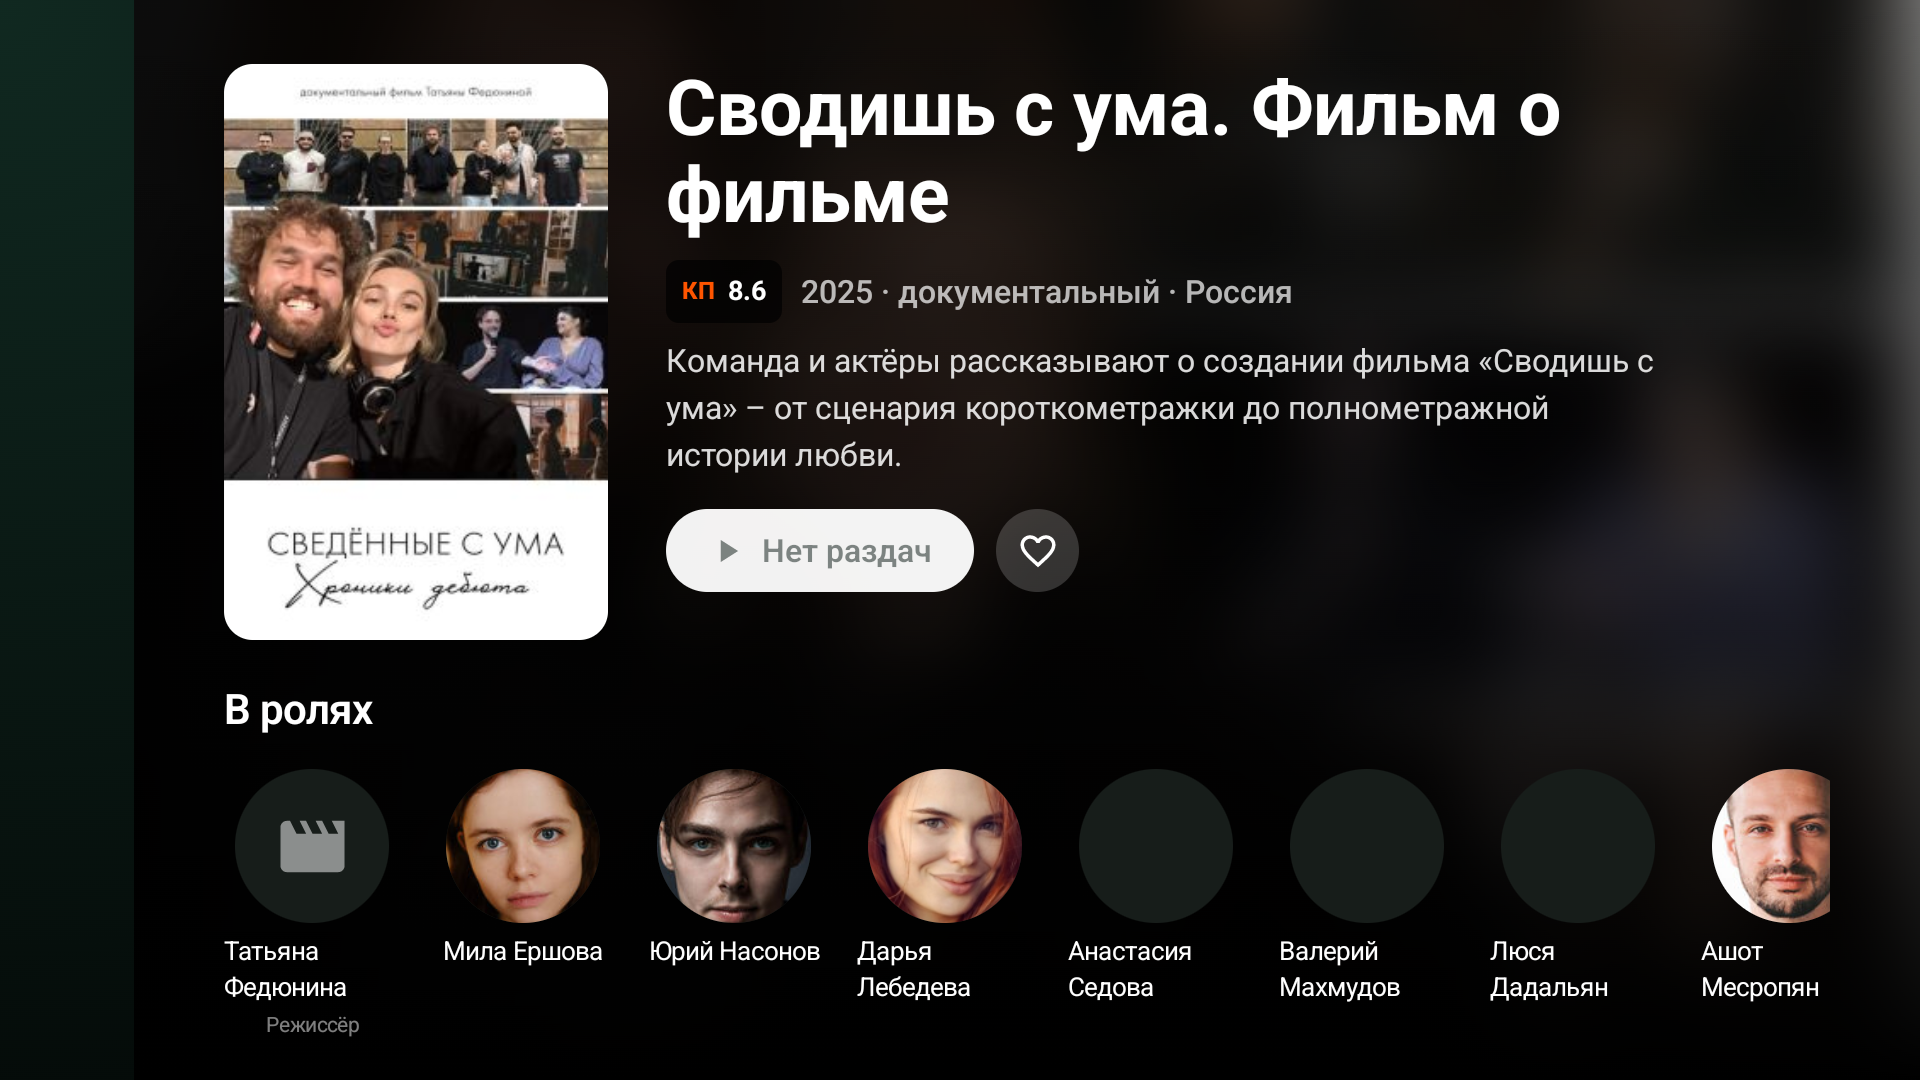 документальный фильм Татьяны Федюниной
СВЕДЁННЫЕ С УМА
Хроники дебюта
Сводишь с ума. Фильм о
фильме
КП 8.6 2025 · документальный · Россия
Команда и актёры рассказывают о создании фильма «Сводишь с
ума» – от сценария короткометражки до полнометражной
истории любви.
Нет раздач
В ролях
Татьяна
Федюнина
Режиссёр
Мила Ершова
Юрий Насонов
Дарья
Лебедева
Анастасия
Седова
Валерий
Махмудов
Люся
Дадальян
Ашот
Месропян